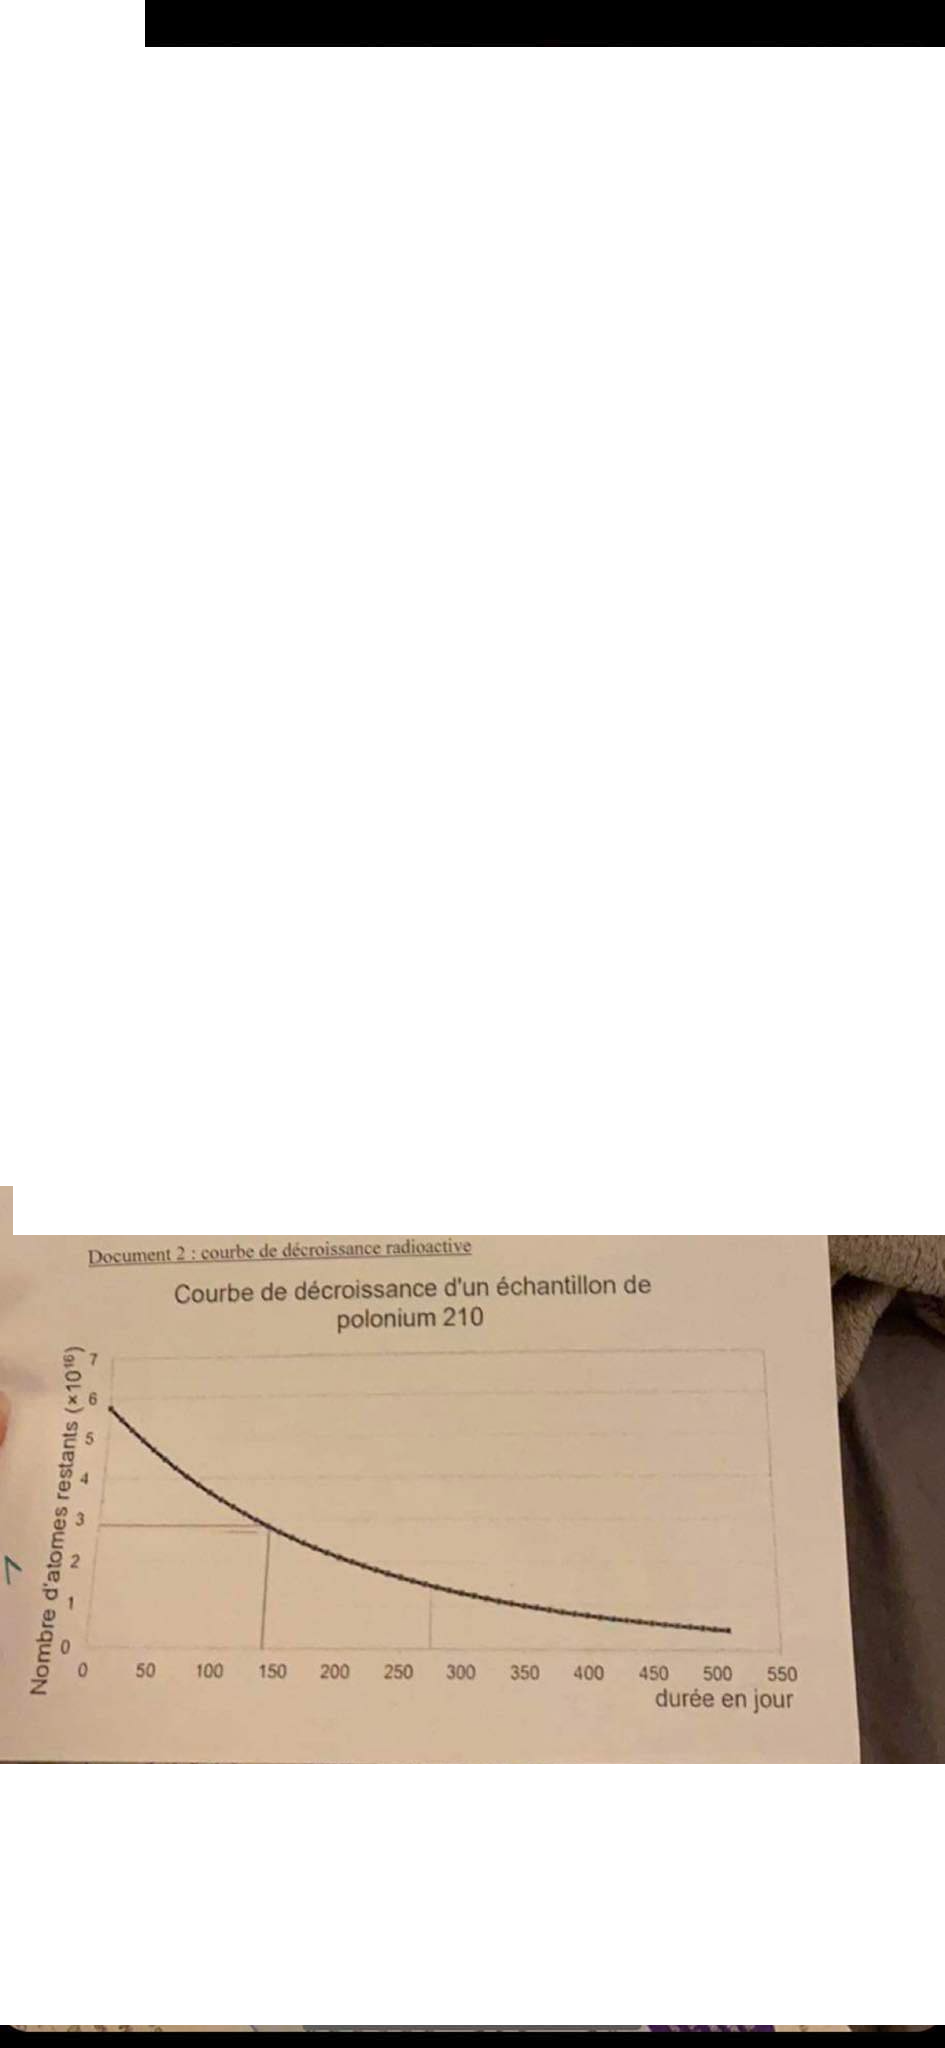 Document 2 : courbe de décroissance radioactive
Courbe de décroissance d'un échantillon de
polonium 210
Nombre d'atomes restants (×10¹⁶)
7
6
5
4
3
2
1
0
0 50 100 150 200 250 300 350 400 450 500 550
durée en jour